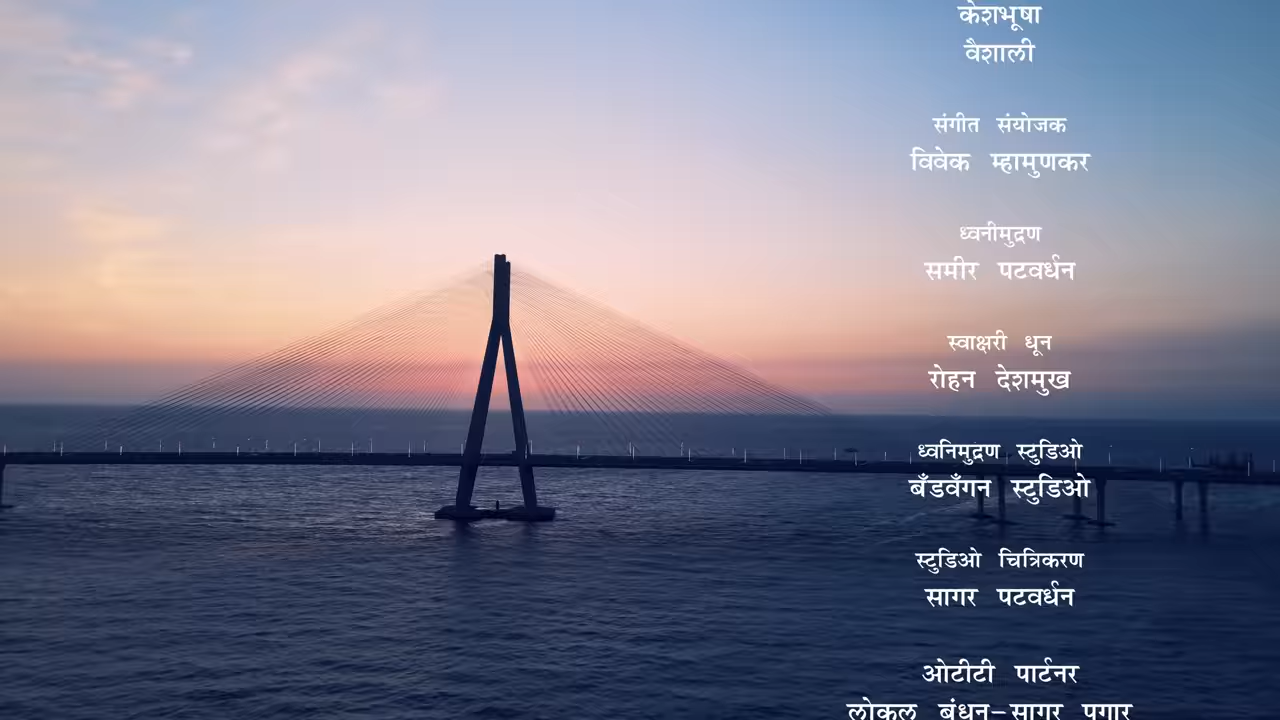 केशभूषा
वैशाली
संगीत संयोजक
विवेक म्हामुणकर
ध्वनीमुद्रण
समीर पटवर्धन
स्वाक्षरी धून
रोहन देशमुख
ध्वनिमुद्रण स्टुडिओ
बँडवँगन स्टुडिओ
स्टुडिओ चित्रिकरण
सागर पटवर्धन
ओटीटी पार्टनर
लोकल बंधन-सागर पगार